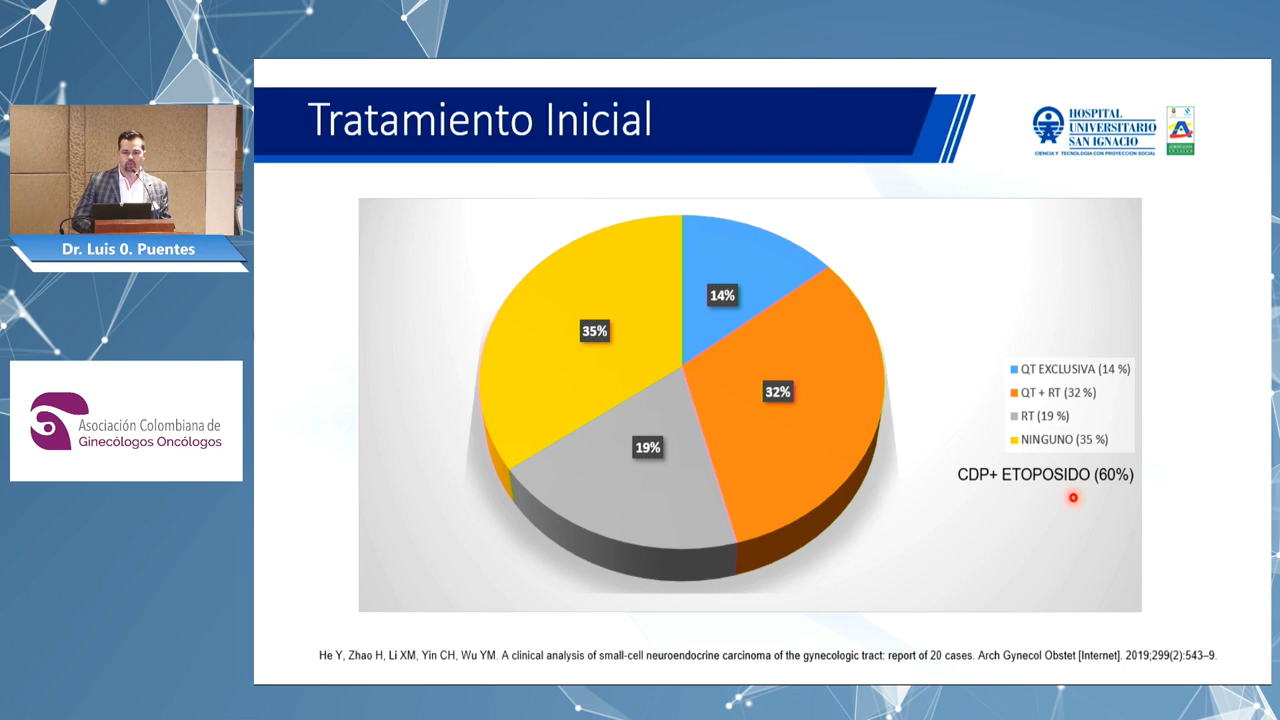 Tratamiento Inicial
HOSPITAL
UNIVERSITARIO
SAN IGNACIO
CIENCIA Y TECNOLOGIA CON PROYECCION SOCIAL
Dr. Luis 0. Puentes
Asociación Colombiana de
Ginecólogos Oncólogos
14%
35%
32%
19%
QT EXCLUSIVA (14 %)
QT + RT (32 %)
RT (19 %)
NINGUNO (35 %)
CDP+ ETOPOSIDO (60%)
He Y, Zhao H, Li XM, Yin CH, Wu YM. A clinical analysis of small-cell neuroendocrine carcinoma of the gynecologic tract: report of 20 cases. Arch Gynecol Obstet [Internet]. 2019;299(2):543–9.